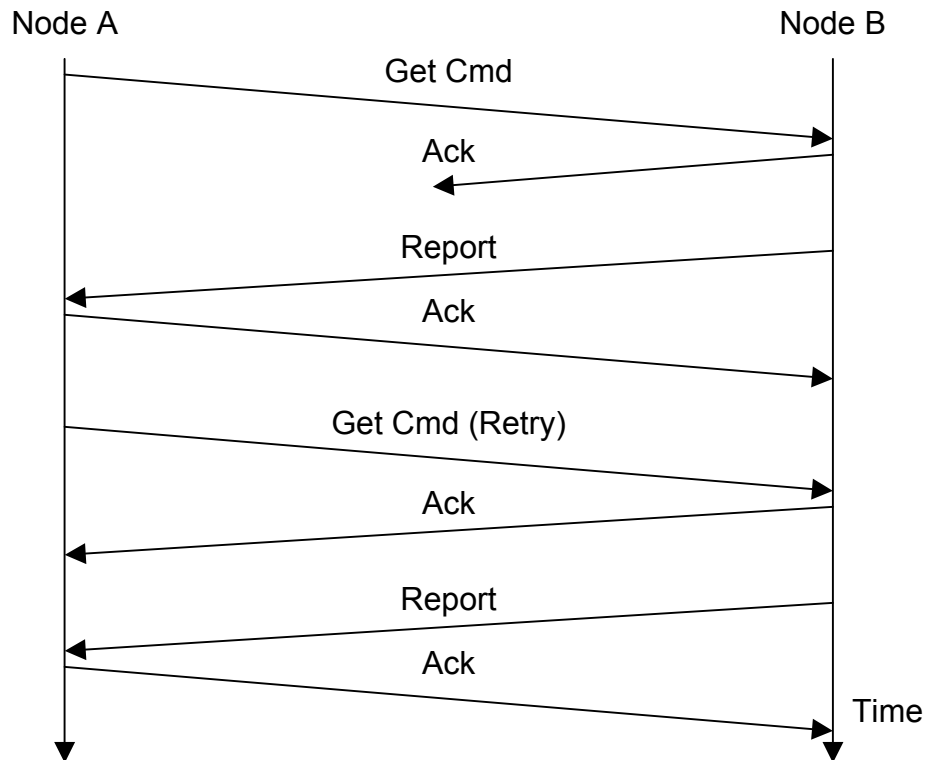 Node A
Node B
Get Cmd
Ack
Report
Ack
Get Cmd (Retry)
Ack
Report
Ack
Time